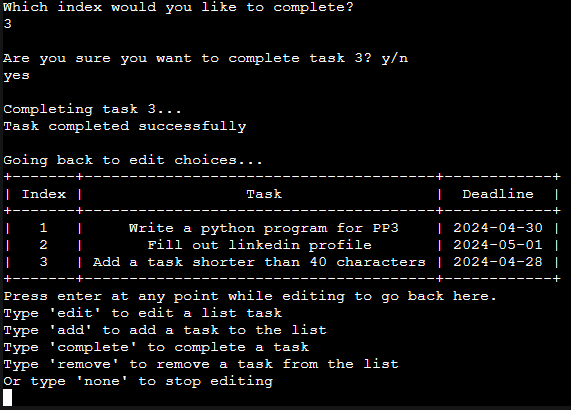 Which index would you like to complete?
3
Are you sure you want to complete task 3? y/n
yes
Completing task 3...
Task completed successfully
Going back to edit choices...
+-------+----------------------------------------+------------+
| Index |                  Task                  |  Deadline  |
+-------+----------------------------------------+------------+
|   1   |     Write a python program for PP3     | 2024-04-30 |
|   2   |       Fill out linkedin profile        | 2024-05-01 |
|   3   | Add a task shorter than 40 characters | 2024-04-28 |
+-------+----------------------------------------+------------+
Press enter at any point while editing to go back here.
Type 'edit' to edit a list task
Type 'add' to add a task to the list
Type 'complete' to complete a task
Type 'remove' to remove a task from the list
Or type 'none' to stop editing